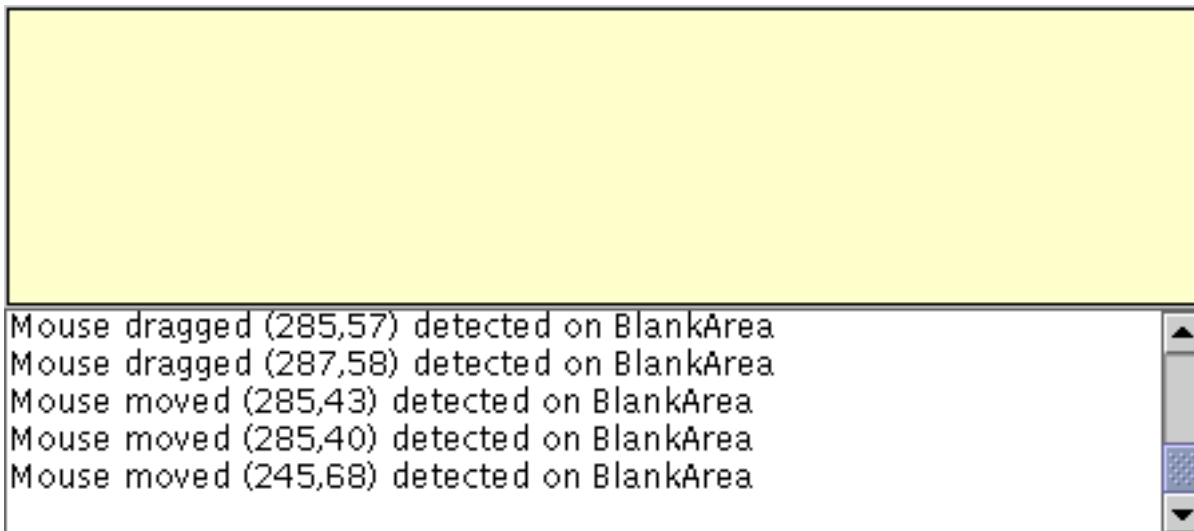 Mouse dragged (285,57) detected on BlankArea
Mouse dragged (287,58) detected on BlankArea
Mouse moved (285,43) detected on BlankArea
Mouse moved (285,40) detected on BlankArea
Mouse moved (245,68) detected on BlankArea